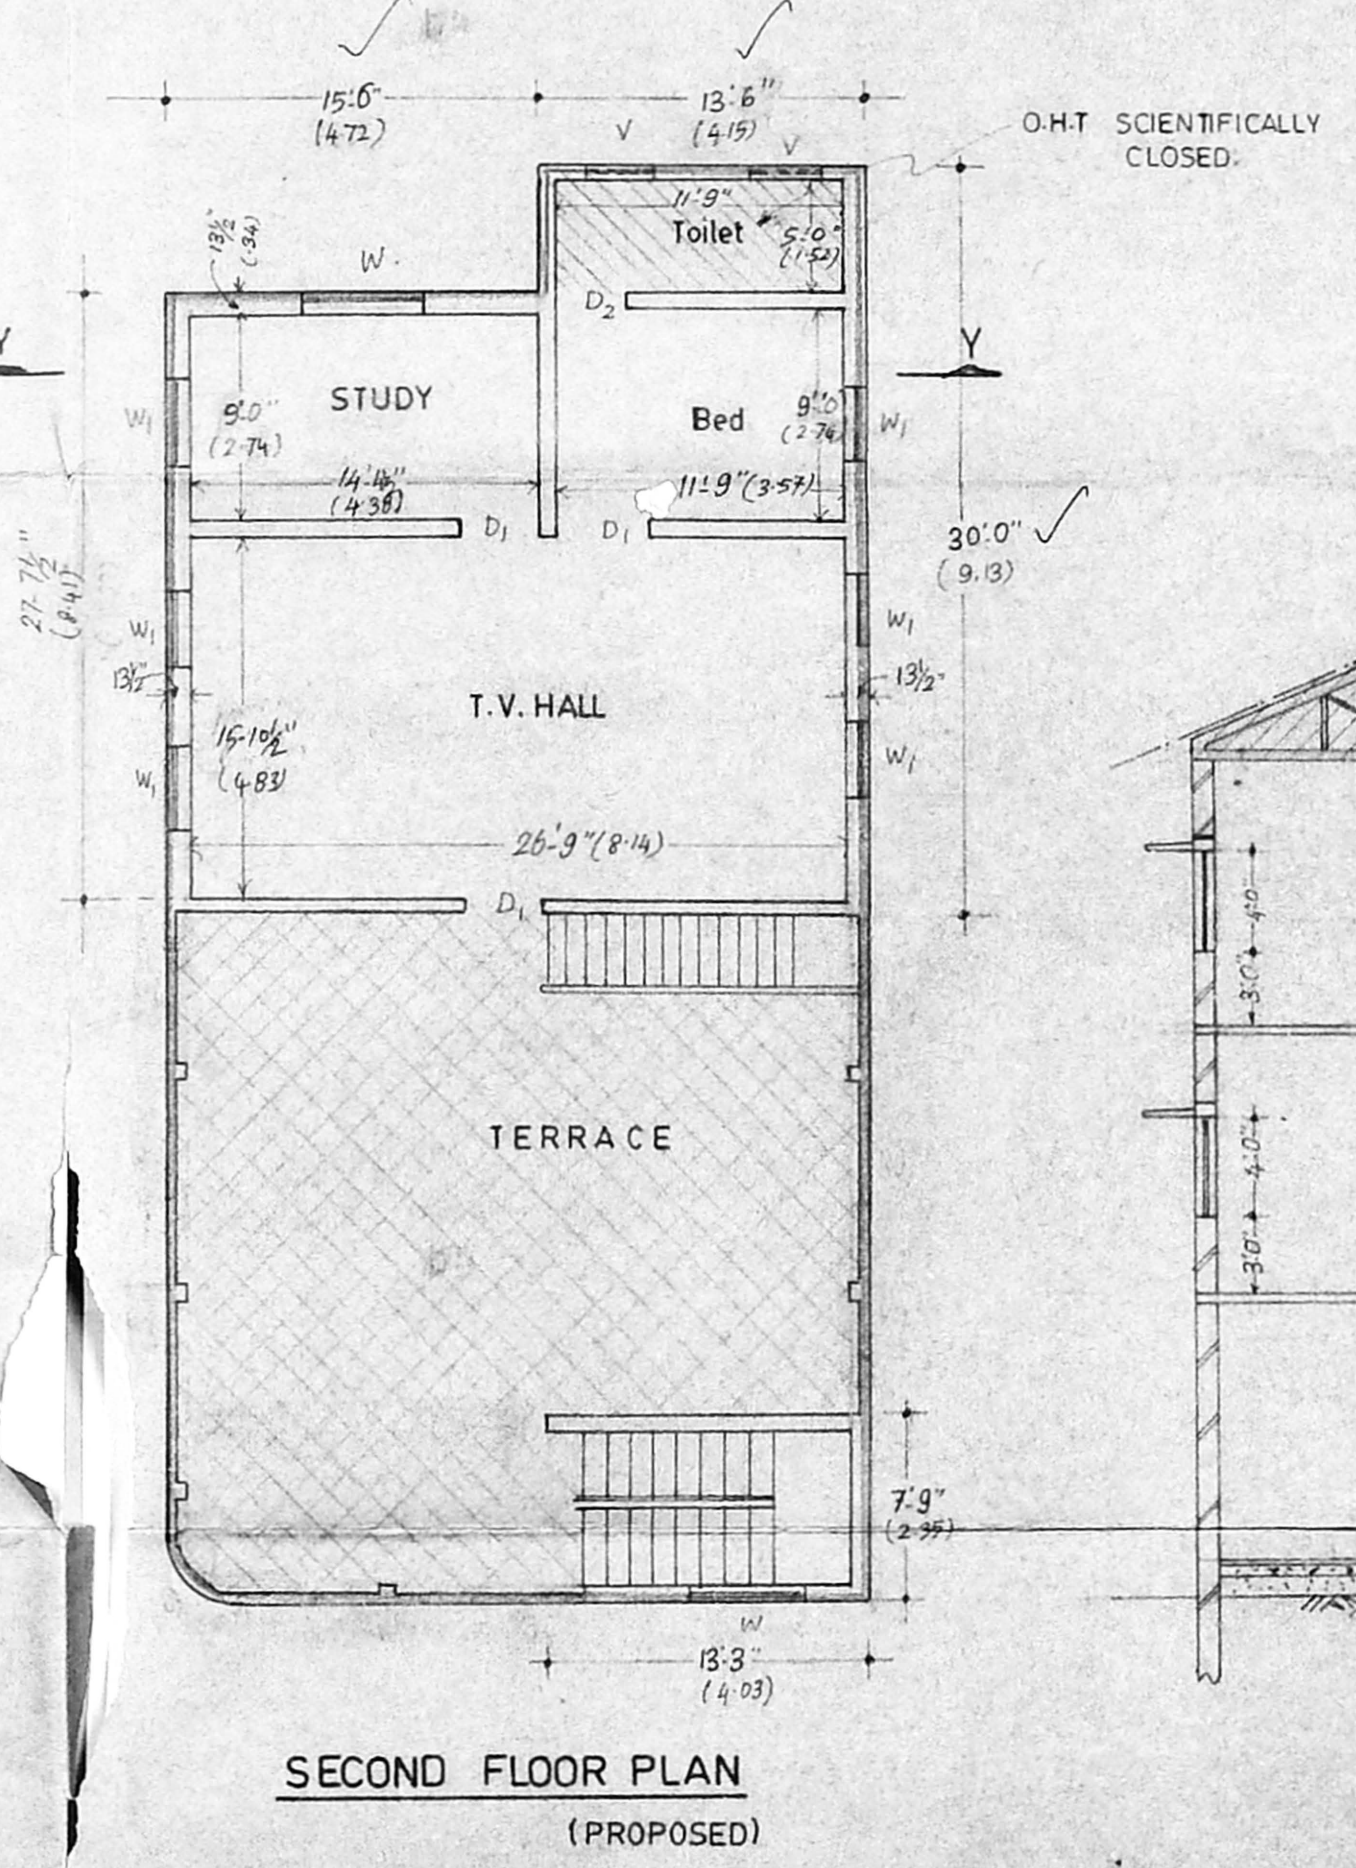 15'-6"
(4.72)
13'-6"
(4.15)
V
V
O.H.T SCIENTIFICALLY
CLOSED.
11'-9"
Toilet
5'-0"
(1.52)
13½"
(.34)
W.
D2
Y
Y
STUDY
9'-0"
(2.74)
Bed
9'-0"
(2.74)
W1
W1
14'-4½"
(4.38)
11'-9"(3.57)
D1
D1
30'-0"
(9.13)
27'-7½"
(8.41)
W1
W1
13½"
13½"
T.V. HALL
15'-10½"
(4.83)
W1
W1
26'-9"(8.14)
D1
4'-0"
3'-0"
TERRACE
4'-0"
3'-0"
7'-9"
(2.35)
W
13'-3"
(4.03)
SECOND FLOOR PLAN
(PROPOSED)